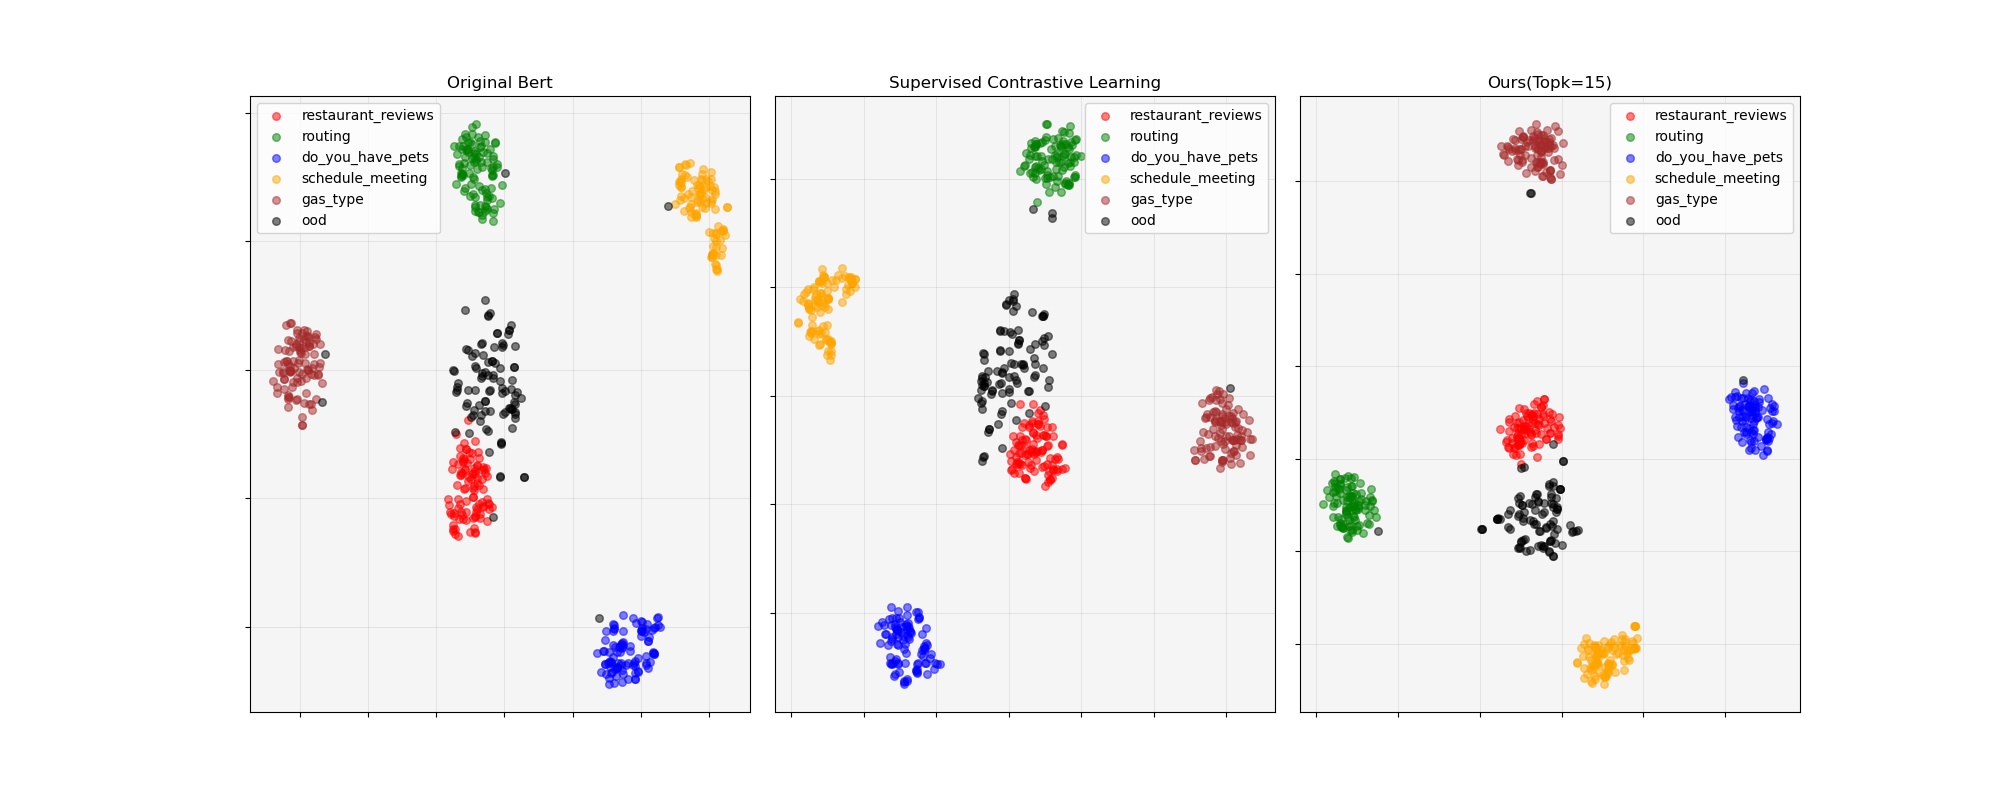 Original Bert
restaurant_reviews
routing
do_you_have_pets
schedule_meeting
gas_type
ood
Supervised Contrastive Learning
restaurant_reviews
routing
do_you_have_pets
schedule_meeting
gas_type
ood
Ours(Topk=15)
restaurant_reviews
routing
do_you_have_pets
schedule_meeting
gas_type
ood